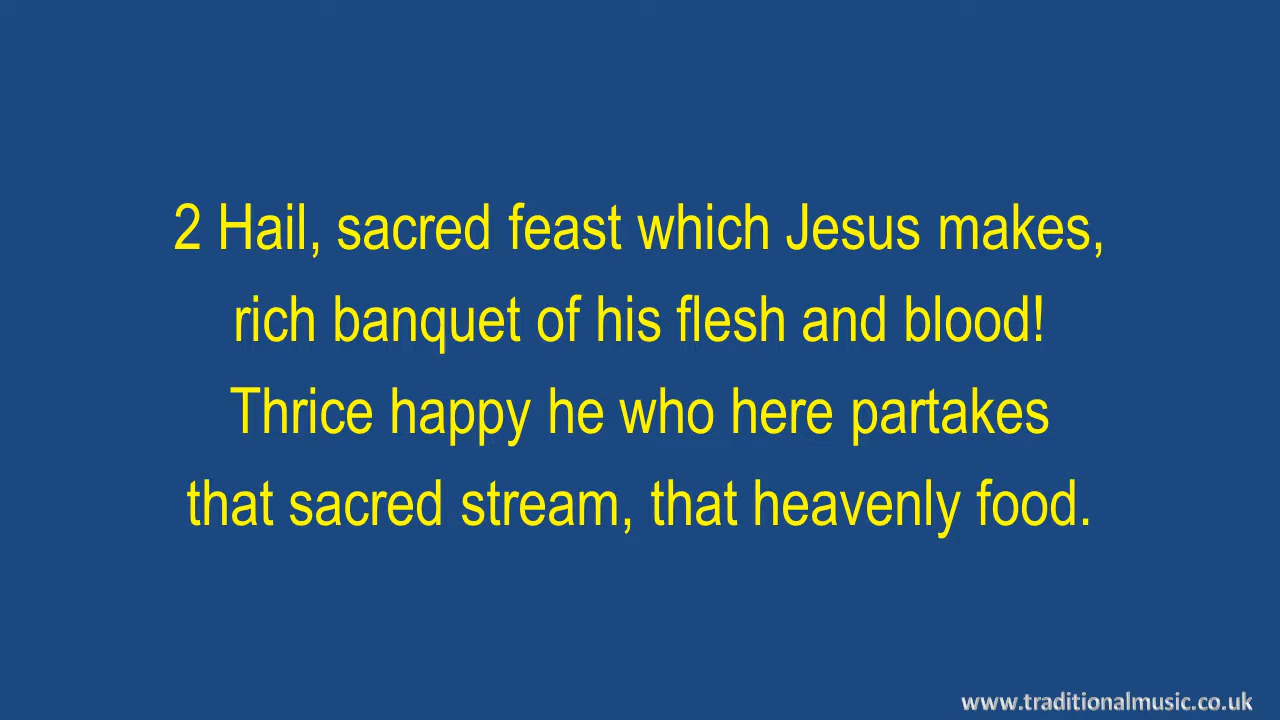 2 Hail, sacred feast which Jesus makes,
rich banquet of his flesh and blood!
Thrice happy he who here partakes
that sacred stream, that heavenly food.
www.traditionalmusic.co.uk